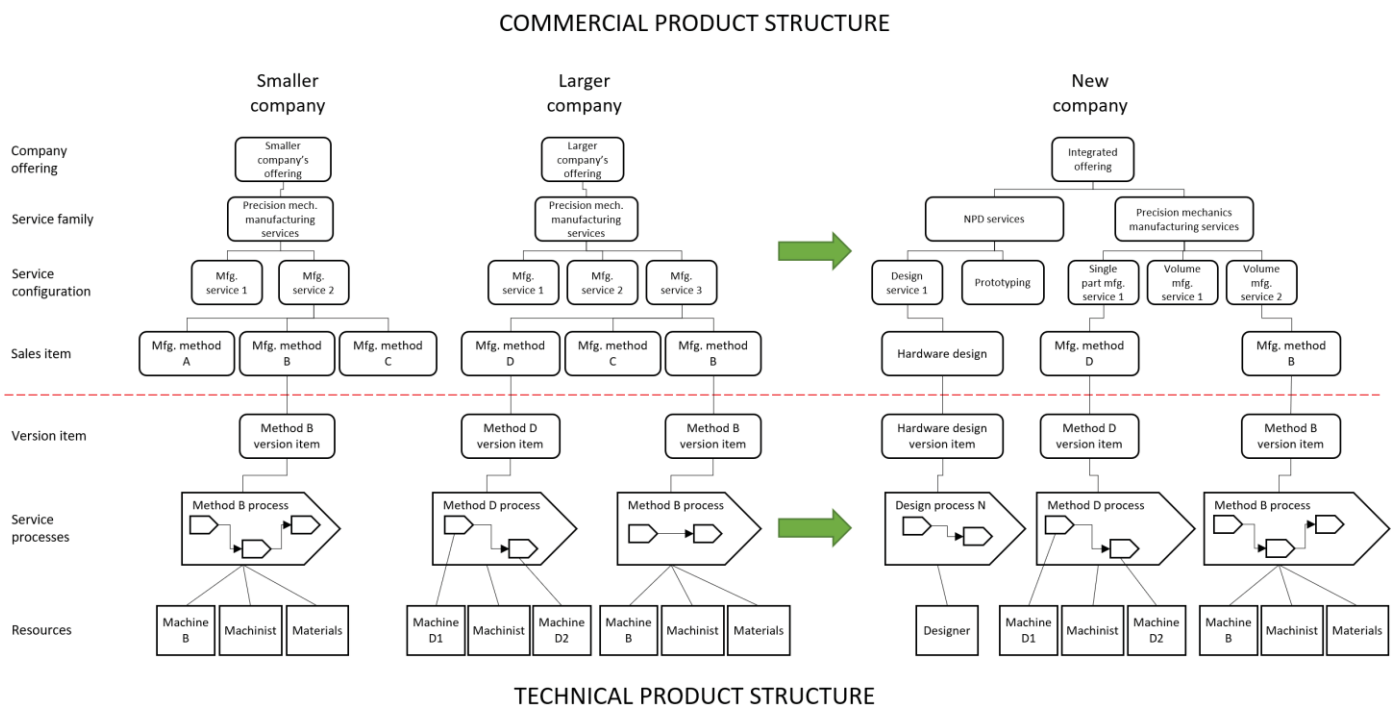 COMMERCIAL PRODUCT STRUCTURE
Smaller
company
Larger
company
New
company
Company
offering
Smaller
company's
offering
Larger
company's
offering
Integrated
offering
Service family
Precision mech.
manufacturing
services
Precision mech.
manufacturing
services
NPD services
Precision mechanics
manufacturing services
Service
configuration
Mfg.
service 1
Mfg.
service 2
Mfg.
service 1
Mfg.
service 2
Mfg.
service 3
Design
service 1
Prototyping
Single
part mfg.
service 1
Volume
mfg.
service 1
Volume
mfg.
service 2
Sales item
Mfg. method
A
Mfg. method
B
Mfg. method
C
Mfg. method
D
Mfg. method
C
Mfg. method
B
Hardware design
Mfg. method
D
Mfg. method
B
Version item
Method B
version item
Method D
version item
Method B
version item
Hardware design
version item
Method D
version item
Method B
version item
Service
processes
Method B process
Method D process
Method B process
Design process N
Method D process
Method B process
Resources
Machine
B
Machinist
Materials
Machine
D1
Machinist
Machine
D2
Machine
B
Machinist
Materials
Designer
Machine
D1
Machinist
Machine
D2
Machine
B
Machinist
Materials
TECHNICAL PRODUCT STRUCTURE